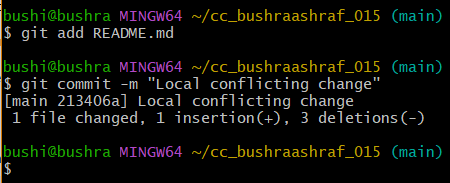 bushi@bushra MINGW64 ~/cc_bushraashraf_015 (main)
$ git add README.md
bushi@bushra MINGW64 ~/cc_bushraashraf_015 (main)
$ git commit -m "Local conflicting change"
[main 213406a] Local conflicting change
 1 file changed, 1 insertion(+), 3 deletions(-)
bushi@bushra MINGW64 ~/cc_bushraashraf_015 (main)
$